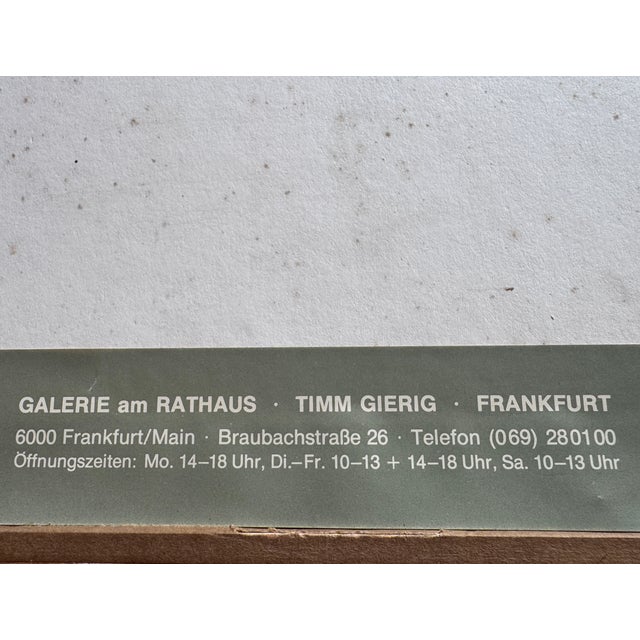 GALERIE am RATHAUS · TIMM GIERIG · FRANKFURT
6000 Frankfurt/Main · Braubachstraße 26 · Telefon (069) 280100
Öffnungszeiten: Mo. 14–18 Uhr, Di.–Fr. 10–13 + 14–18 Uhr, Sa. 10–13 Uhr